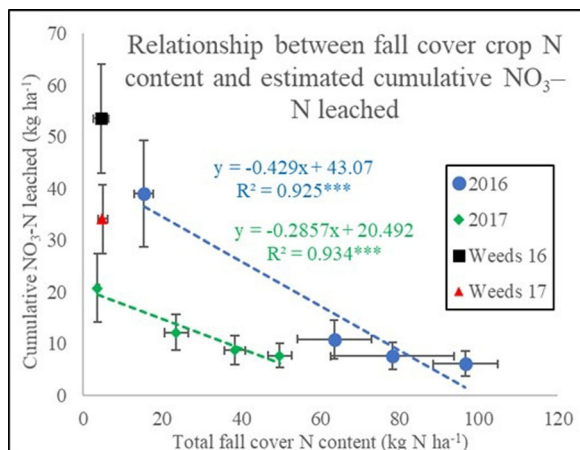 Relationship between fall cover crop N
content and estimated cumulative NO₃–
N leached
Cumulative NO₃-N leached (kg ha⁻¹)
70
60
50
40
30
20
10
0
y = -0.429x + 43.07
R² = 0.925***
y = -0.2857x + 20.492
R² = 0.934***
2016
2017
Weeds 16
Weeds 17
0 20 40 60 80 100 120
Total fall cover N content (kg N ha⁻¹)